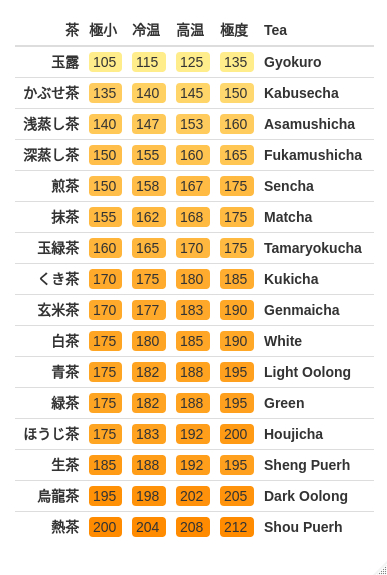 茶 極小 冷温 高温 極度 Tea
玉露 105 115 125 135 Gyokuro
かぶせ茶 135 140 145 150 Kabusecha
浅蒸し茶 140 147 153 160 Asamushicha
深蒸し茶 150 155 160 165 Fukamushicha
煎茶 150 158 167 175 Sencha
抹茶 155 162 168 175 Matcha
玉緑茶 160 165 170 175 Tamaryokucha
くき茶 170 175 180 185 Kukicha
玄米茶 170 177 183 190 Genmaicha
白茶 175 180 185 190 White
青茶 175 182 188 195 Light Oolong
緑茶 175 182 188 195 Green
ほうじ茶 175 183 192 200 Houjicha
生茶 185 188 192 195 Sheng Puerh
烏龍茶 195 198 202 205 Dark Oolong
熱茶 200 204 208 212 Shou Puerh